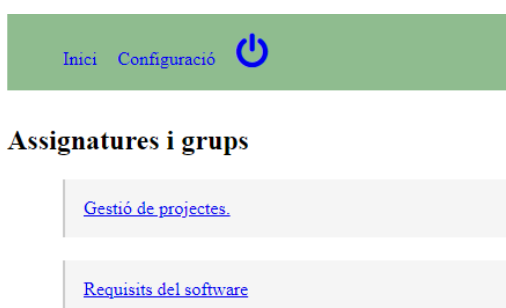 Inici Configuració
Assignatures i grups
Gestió de projectes.
Requisits del software